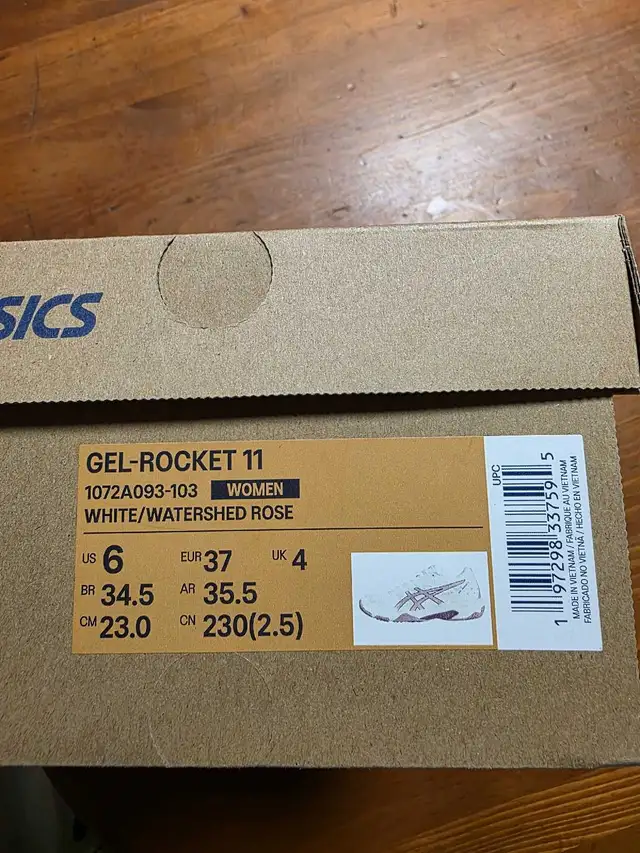 SICS
GEL-ROCKET 11
1072A093-103 WOMEN
WHITE/WATERSHED ROSE
US 6 EUR 37 UK 4
BR 34.5 AR 35.5
CM 23.0 CN 230(2.5)
UPC
1 97298 33759 5
MADE IN VIETNAM / FABRIQUÉ AU VIETNAM
FABRICADO NO VIETNÃ / HECHO EN VIETNAM